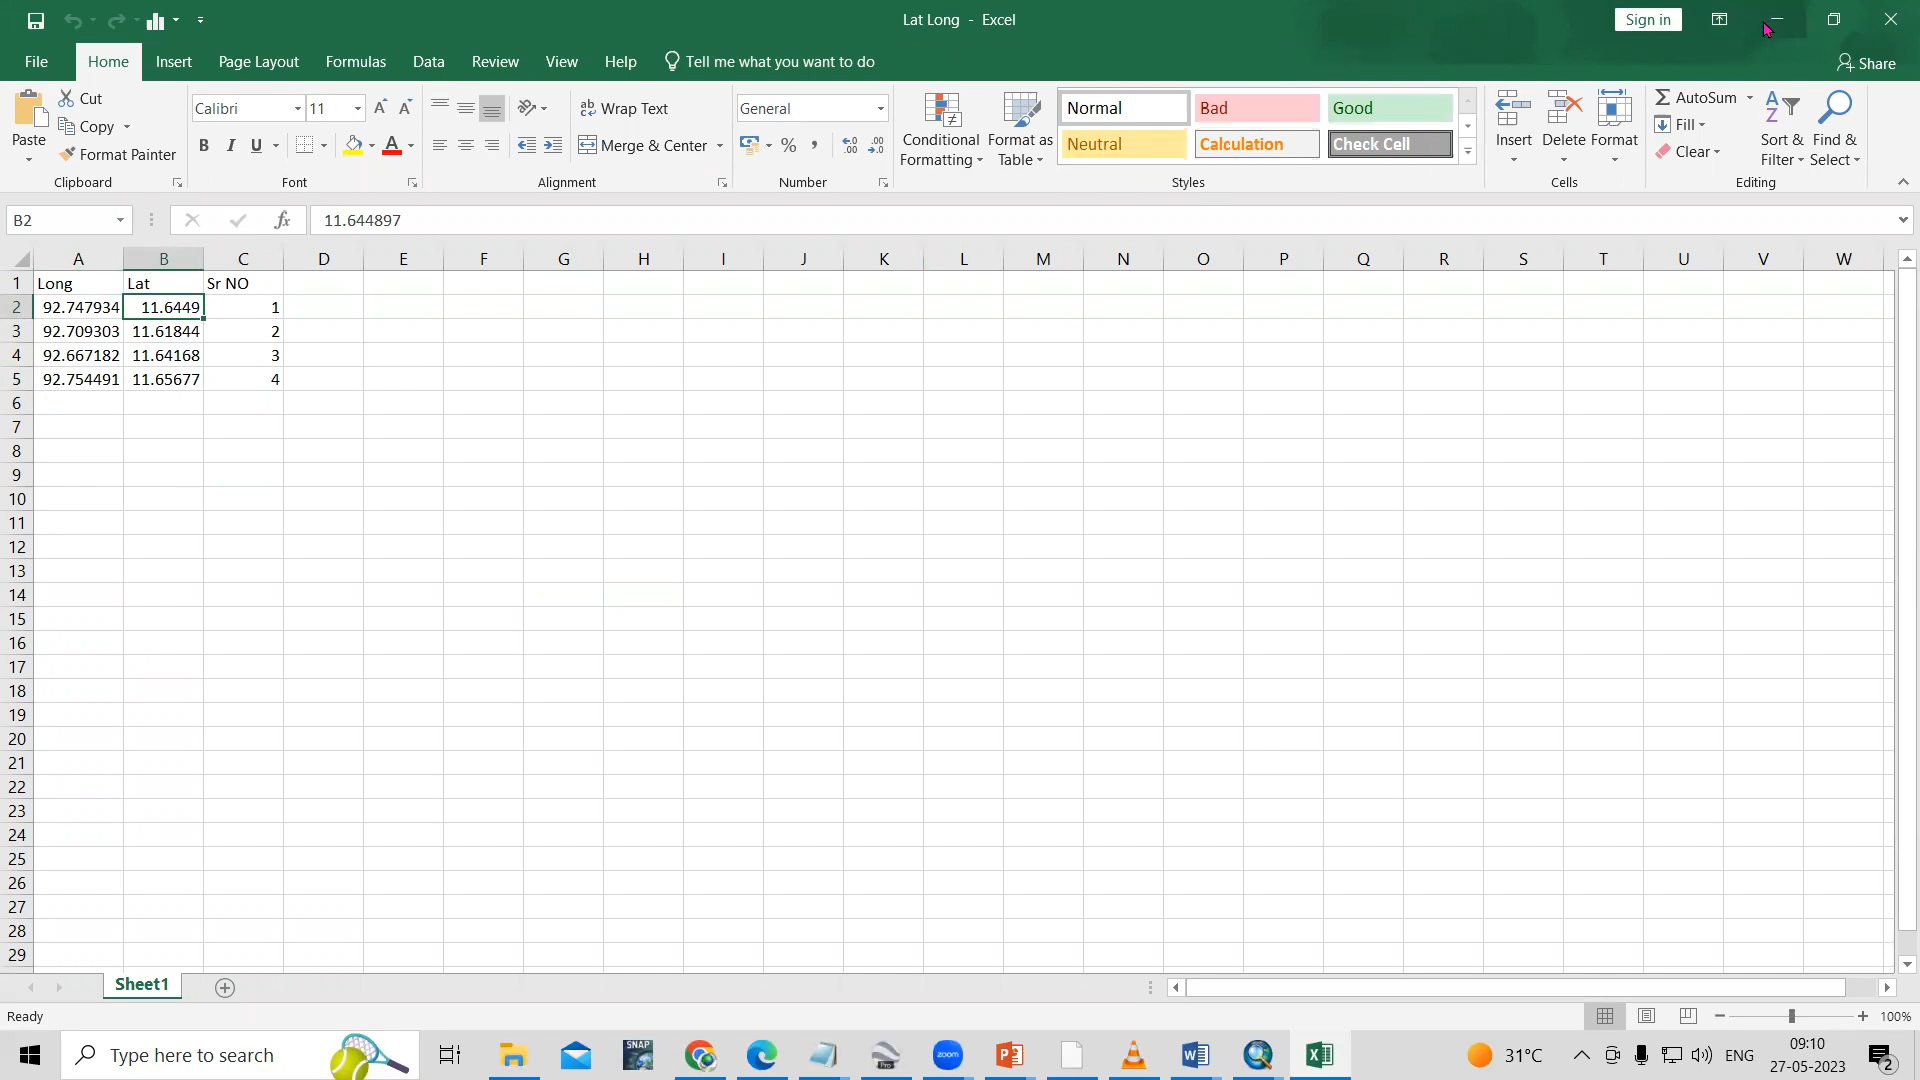 Lat Long - Excel
Sign in
File Home Insert Page Layout Formulas Data Review View Help Tell me what you want to do Share
Paste
Cut
Copy
Format Painter
Clipboard
Calibri 11
B I U
Font
Wrap Text
Merge & Center
Alignment
General
Number
Conditional Formatting
Format as Table
Normal Bad Good
Neutral Calculation Check Cell
Styles
Insert Delete Format
Cells
AutoSum
Fill
Clear
Sort & Filter
Find & Select
Editing
B2 fx 11.644897
A B C D E F G H I J K L M N O P Q R S T U V W
1 Long Lat Sr NO
2 92.747934 11.6449 1
3 92.709303 11.61844 2
4 92.667182 11.64168 3
5 92.754491 11.65677 4
6
7
8
9
10
11
12
13
14
15
16
17
18
19
20
21
22
23
24
25
26
27
28
29
Sheet1
Ready 100%
Type here to search
SNAP
Pro
zoom
31°C ENG
09:10
27-05-2023
2